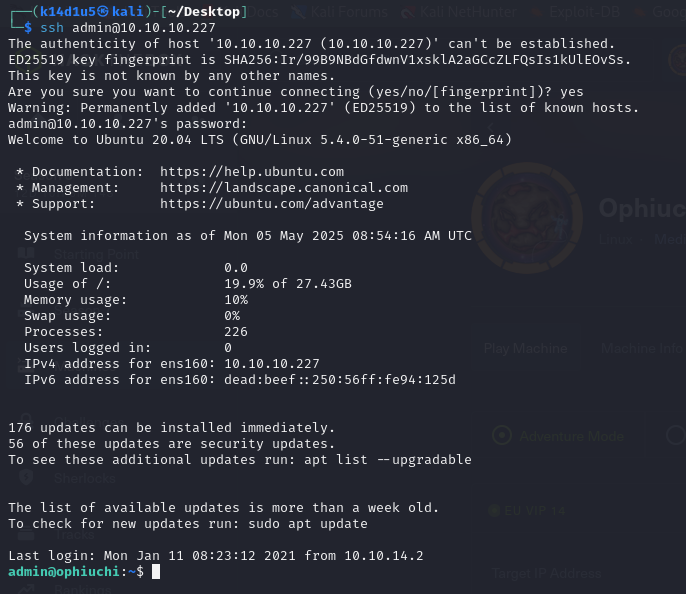 Docs Kali Forums Kali NetHunter Exploit-DB Goo
┌──(k14d1u5㉿kali)-[~/Desktop]
└─$ ssh admin@10.10.10.227
The authenticity of host '10.10.10.227 (10.10.10.227)' can't be established.
ED25519 key fingerprint is SHA256:Ir/99B9NBdGfdwnV1xsklA2aGCcZLFQsIs1kUlEOvSs.
This key is not known by any other names.
Are you sure you want to continue connecting (yes/no/[fingerprint])? yes
Warning: Permanently added '10.10.10.227' (ED25519) to the list of known hosts.
admin@10.10.10.227's password:
Welcome to Ubuntu 20.04 LTS (GNU/Linux 5.4.0-51-generic x86_64)
* Documentation:  https://help.ubuntu.com
* Management:     https://landscape.canonical.com
* Support:        https://ubuntu.com/advantage
Ophiuc
System information as of Mon 05 May 2025 08:54:16 AM UTC
Linux
Starting Point
System load:             0.0
Usage of /:              19.9% of 27.43GB
Memory usage:            10%
Swap usage:              0%
Processes:               226
Users logged in:         0
Play Machine Machine Info
IPv4 address for ens160: 10.10.10.227
IPv6 address for ens160: dead:beef::250:56ff:fe94:125d
176 updates can be installed immediately.
56 of these updates are security updates.
Adventure Mode
To see these additional updates run: apt list --upgradable
Sherlocks
The list of available updates is more than a week old.
EU VIP 14
To check for new updates run: sudo apt update
Tracks
Last login: Mon Jan 11 08:23:12 2021 from 10.10.14.2
admin@ophiuchi:~$
Target IP Address
Rankings